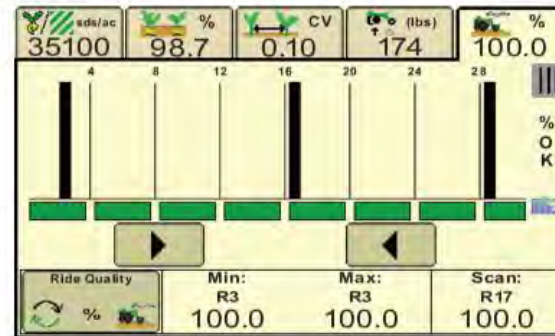 sds/ac % CV (lbs) %
35100 98.7 0.10 174 100.0
4 8 12 16 20 24 28
%
O
K
Ride Quality Min: Max: Scan:
R3 R3 R17
% 100.0 100.0 100.0